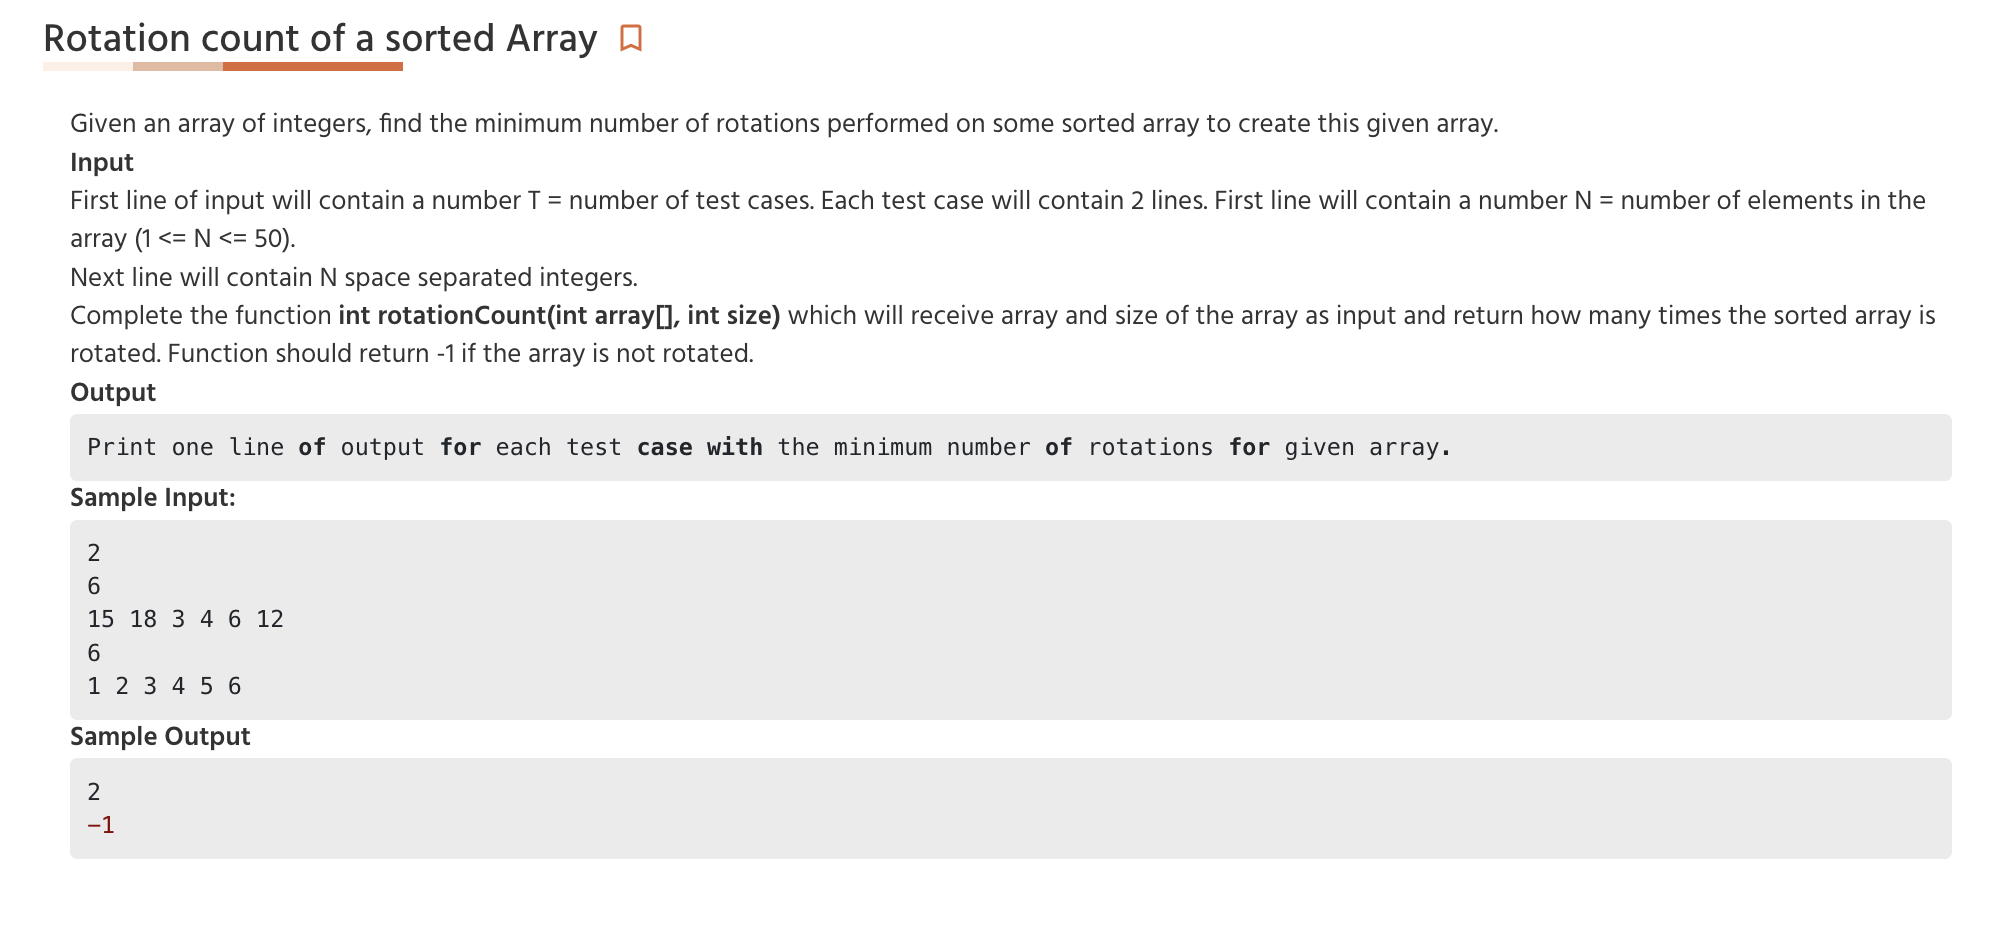 Rotation count of a sorted Array
Given an array of integers, find the minimum number of rotations performed on some sorted array to create this given array.
Input
First line of input will contain a number T = number of test cases. Each test case will contain 2 lines. First line will contain a number N = number of elements in the
array (1 <= N <= 50).
Next line will contain N space separated integers.
Complete the function int rotationCount(int array[], int size) which will receive array and size of the array as input and return how many times the sorted array is
rotated. Function should return -1 if the array is not rotated.
Output
Print one line of output for each test case with the minimum number of rotations for given array.
Sample Input:
2
6
15 18 3 4 6 12
6
1 2 3 4 5 6
Sample Output
2
–1